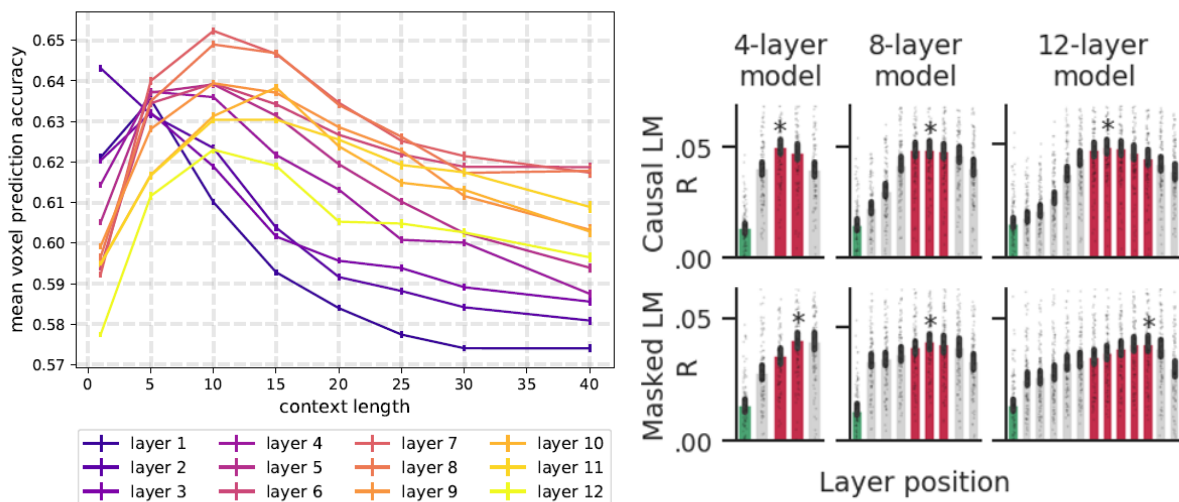 0.65
0.64
0.63
0.62
0.61
0.60
0.59
0.58
0.57
mean voxel prediction accuracy
0 5 10 15 20 25 30 35 40
context length
layer 1 layer 4 layer 7 layer 10
layer 2 layer 5 layer 8 layer 11
layer 3 layer 6 layer 9 layer 12
4-layer 8-layer 12-layer
model model model
Causal LM
R
.05
.00
* * *
Masked LM
R
.05
.00
* * *
Layer position